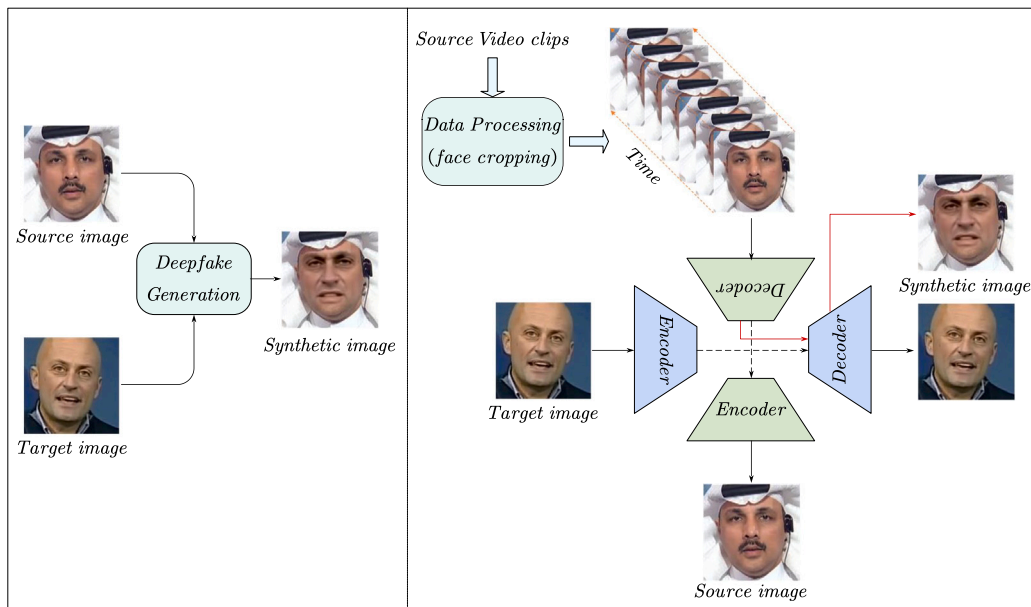 Source image
Deepfake
Generation
Synthetic image
Target image
Source Video clips
Data Processing
(face cropping)
Time
Decoder
Synthetic image
Encoder
Decoder
Target image
Encoder
Source image